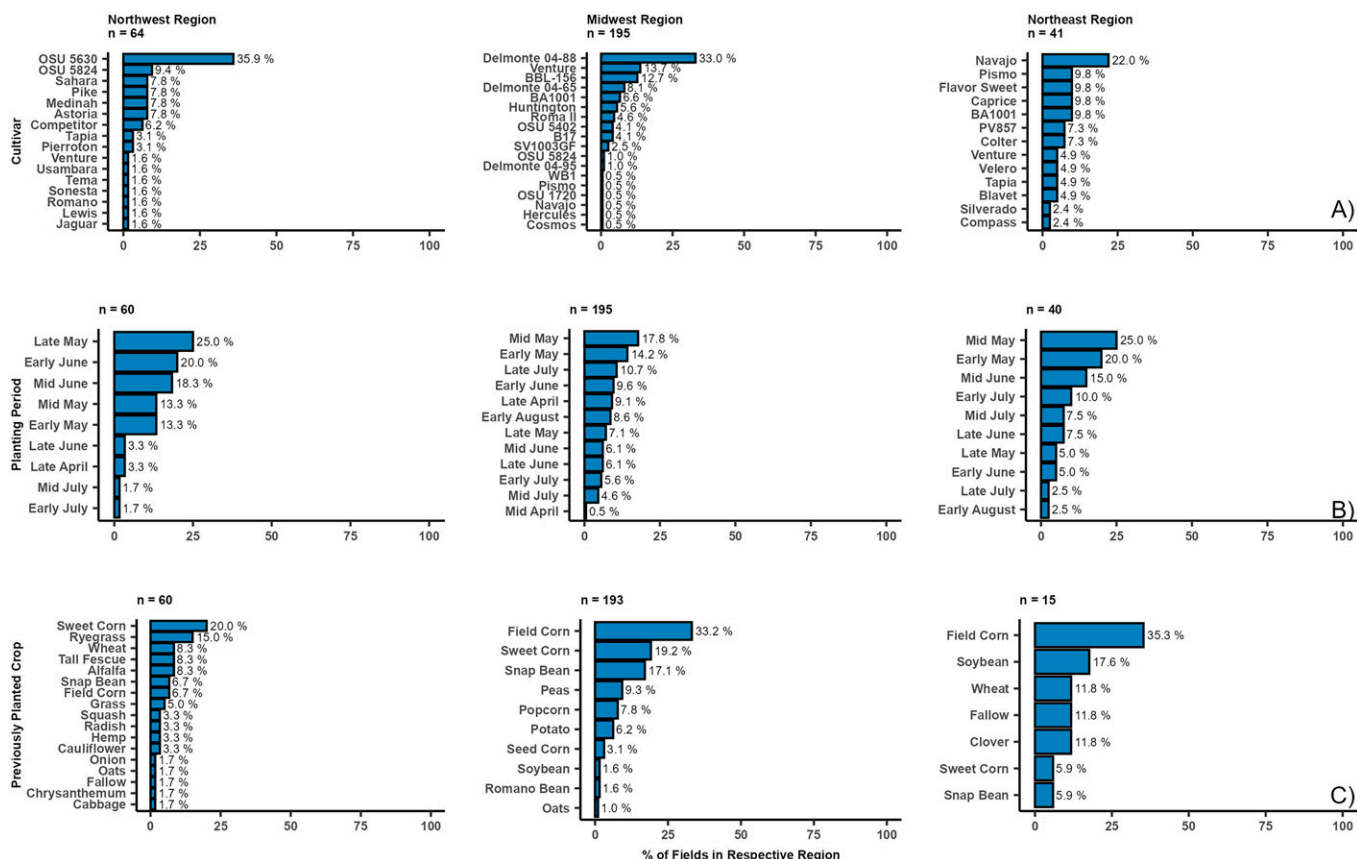 Northwest Region
n = 64
Cultivar
OSU 5630 35.9 %
OSU 5824 9.4 %
Sahara 7.8 %
Pike 7.8 %
Medinah 7.8 %
Astoria 7.8 %
Competitor 6.2 %
Tapia 3.1 %
Pierroton 3.1 %
Venture 1.6 %
Usambara 1.6 %
Tema 1.6 %
Sonesta 1.6 %
Romano 1.6 %
Lewis 1.6 %
Jaguar 1.6 %
0 25 50 75 100
Midwest Region
n = 195
Delmonte 04-88 33.0 %
Venture 13.7 %
BBL-156 12.7 %
Delmonte 04-65 8.1 %
BA1001 6.6 %
Huntington 5.6 %
Roma II 4.6 %
OSU 5402 4.1 %
B17 4.1 %
SV1003GF 2.5 %
OSU 5824 1.0 %
Delmonte 04-95 1.0 %
WB1 0.5 %
Pismo 0.5 %
OSU 1720 0.5 %
Navajo 0.5 %
Hercules 0.5 %
Cosmos 0.5 %
0 25 50 75 100
Northeast Region
n = 41
Navajo 22.0 %
Pismo 9.8 %
Flavor Sweet 9.8 %
Caprice 9.8 %
BA1001 9.8 %
PV857 7.3 %
Colter 7.3 %
Venture 4.9 %
Velero 4.9 %
Tapia 4.9 %
Blavet 4.9 %
Silverado 2.4 %
Compass 2.4 %
0 25 50 75 100
A)
n = 60
Planting Period
Late May 25.0 %
Early June 20.0 %
Mid June 18.3 %
Mid May 13.3 %
Early May 13.3 %
Late June 3.3 %
Late April 3.3 %
Mid July 1.7 %
Early July 1.7 %
0 25 50 75 100
n = 195
Mid May 17.8 %
Early May 14.2 %
Late July 10.7 %
Early June 9.6 %
Late April 9.1 %
Early August 8.6 %
Late May 7.1 %
Mid June 6.1 %
Late June 6.1 %
Early July 5.6 %
Mid July 4.6 %
Mid April 0.5 %
0 25 50 75 100
n = 40
Mid May 25.0 %
Early May 20.0 %
Mid June 15.0 %
Early July 10.0 %
Mid July 7.5 %
Late June 7.5 %
Late May 5.0 %
Early June 5.0 %
Late July 2.5 %
Early August 2.5 %
0 25 50 75 100
B)
n = 60
Previously Planted Crop
Sweet Corn 20.0 %
Ryegrass 15.0 %
Wheat 8.3 %
Tall Fescue 8.3 %
Alfalfa 8.3 %
Snap Bean 6.7 %
Field Corn 6.7 %
Grass 5.0 %
Squash 3.3 %
Radish 3.3 %
Hemp 3.3 %
Cauliflower 3.3 %
Onion 1.7 %
Oats 1.7 %
Fallow 1.7 %
Chrysanthemum 1.7 %
Cabbage 1.7 %
0 25 50 75 100
n = 193
Field Corn 33.2 %
Sweet Corn 19.2 %
Snap Bean 17.1 %
Peas 9.3 %
Popcorn 7.8 %
Potato 6.2 %
Seed Corn 3.1 %
Soybean 1.6 %
Romano Bean 1.6 %
Oats 1.0 %
0 25 50 75 100
n = 15
Field Corn 35.3 %
Soybean 17.6 %
Wheat 11.8 %
Fallow 11.8 %
Clover 11.8 %
Sweet Corn 5.9 %
Snap Bean 5.9 %
0 25 50 75 100
C)
% of Fields in Respective Region